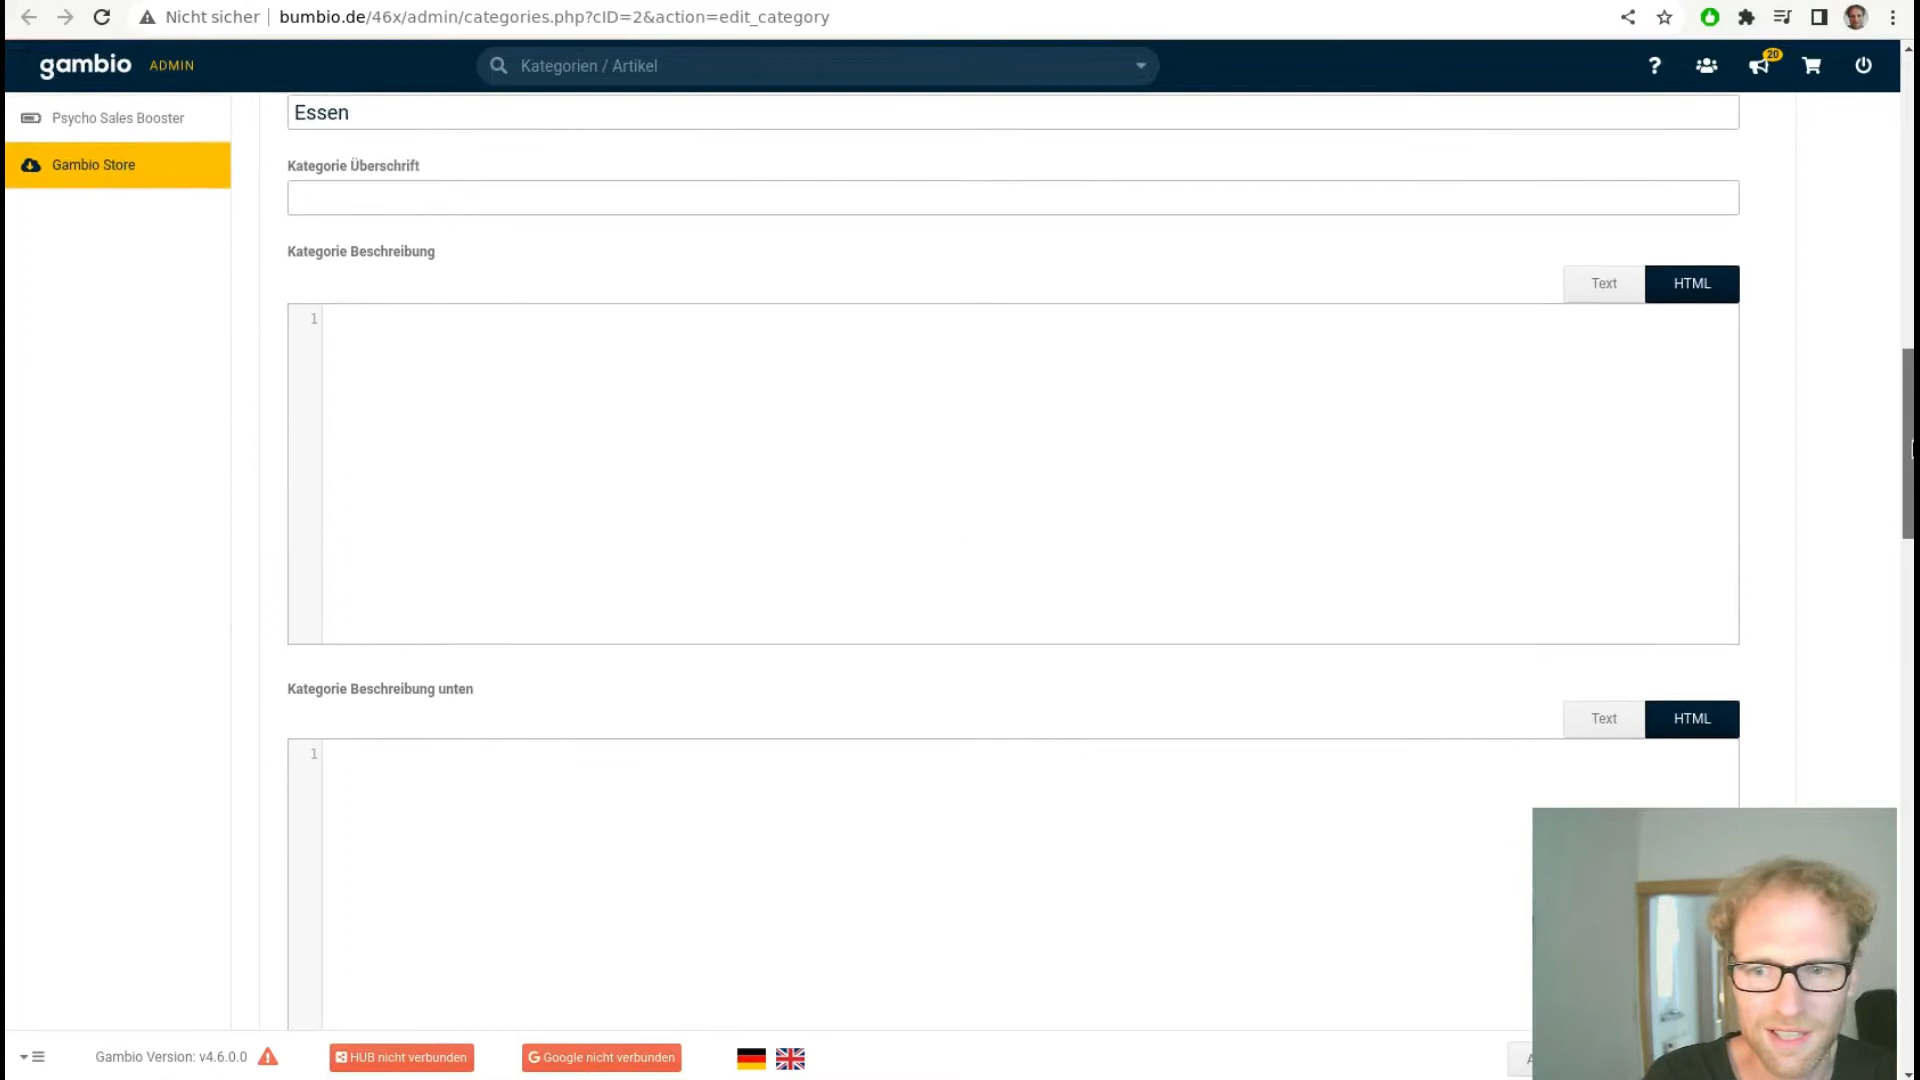 Nicht sicher
bumbio.de/46x/admin/categories.php?cID=2&action=edit_category
gambio ADMIN
Kategorien / Artikel
?
20
Psycho Sales Booster
Gambio Store
Essen
Kategorie Überschrift
Kategorie Beschreibung
Text HTML
1
Kategorie Beschreibung unten
Text HTML
1
Gambio Version: v4.6.0.0
HUB nicht verbunden
Google nicht verbunden